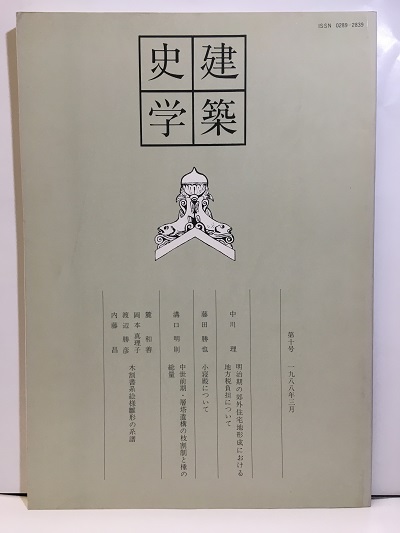 ISSN 0289-2839
建築
史学
第十号 一九八八年三月
中川 理
明治期の郊外住宅地形成における
地方税負担について
藤田勝也
小寝殿について
溝口明則
中世前期・層塔遺構の枝割制と棰の
総量
麓 和善
岡本真理子
渡辺勝彦
内藤 昌
木割書系絵様雛形の系譜